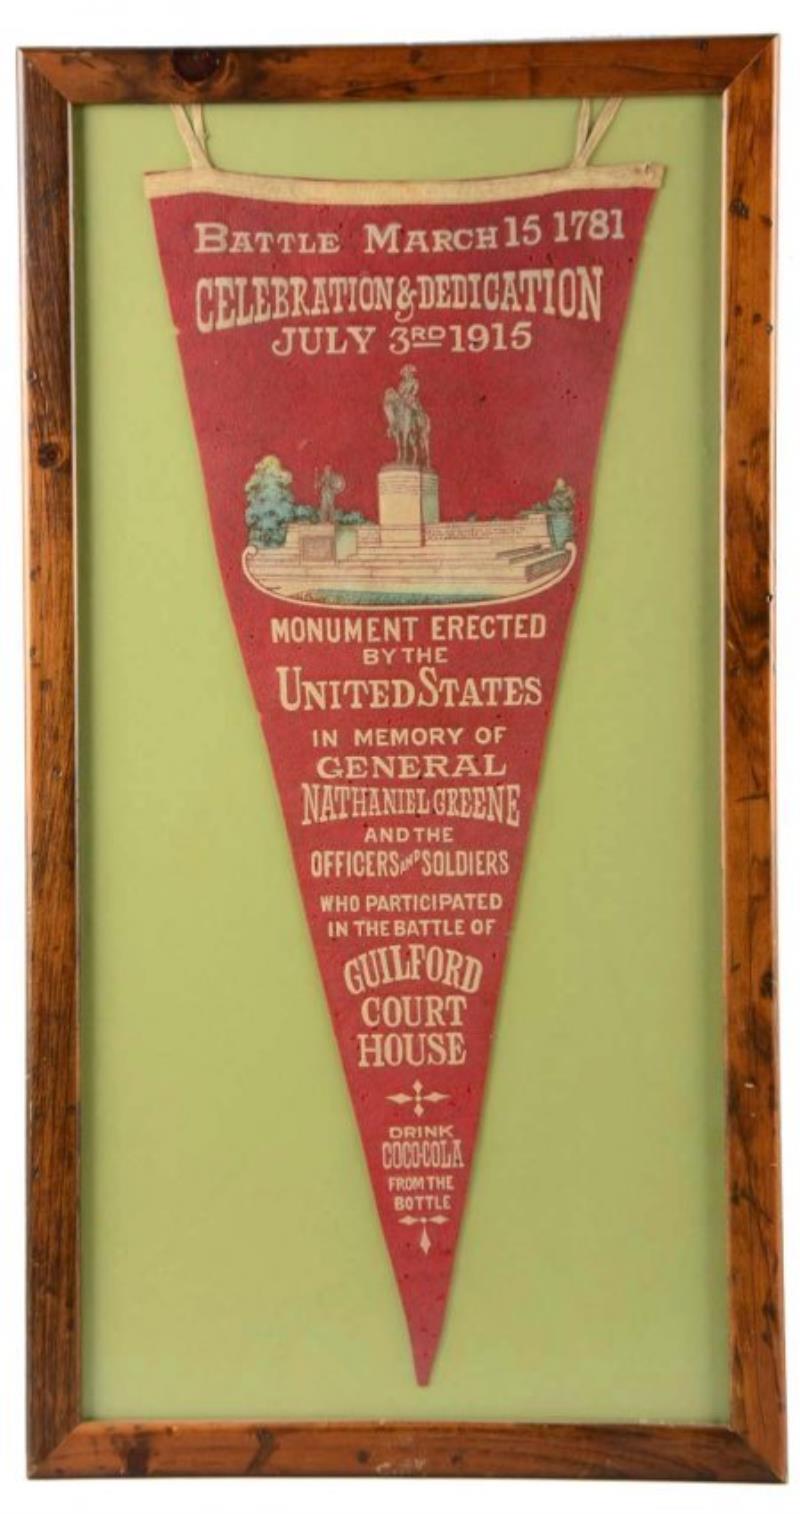 BATTLE MARCH 15 1781
CELEBRATION & DEDICATION
JULY 3RD 1915
MONUMENT ERECTED
BY THE
UNITED STATES
IN MEMORY OF
GENERAL
NATHANIEL GREENE
AND THE
OFFICERS AND SOLDIERS
WHO PARTICIPATED
IN THE BATTLE OF
GUILFORD
COURT
HOUSE
DRINK
COCO-COLA
FROM THE
BOTTLE